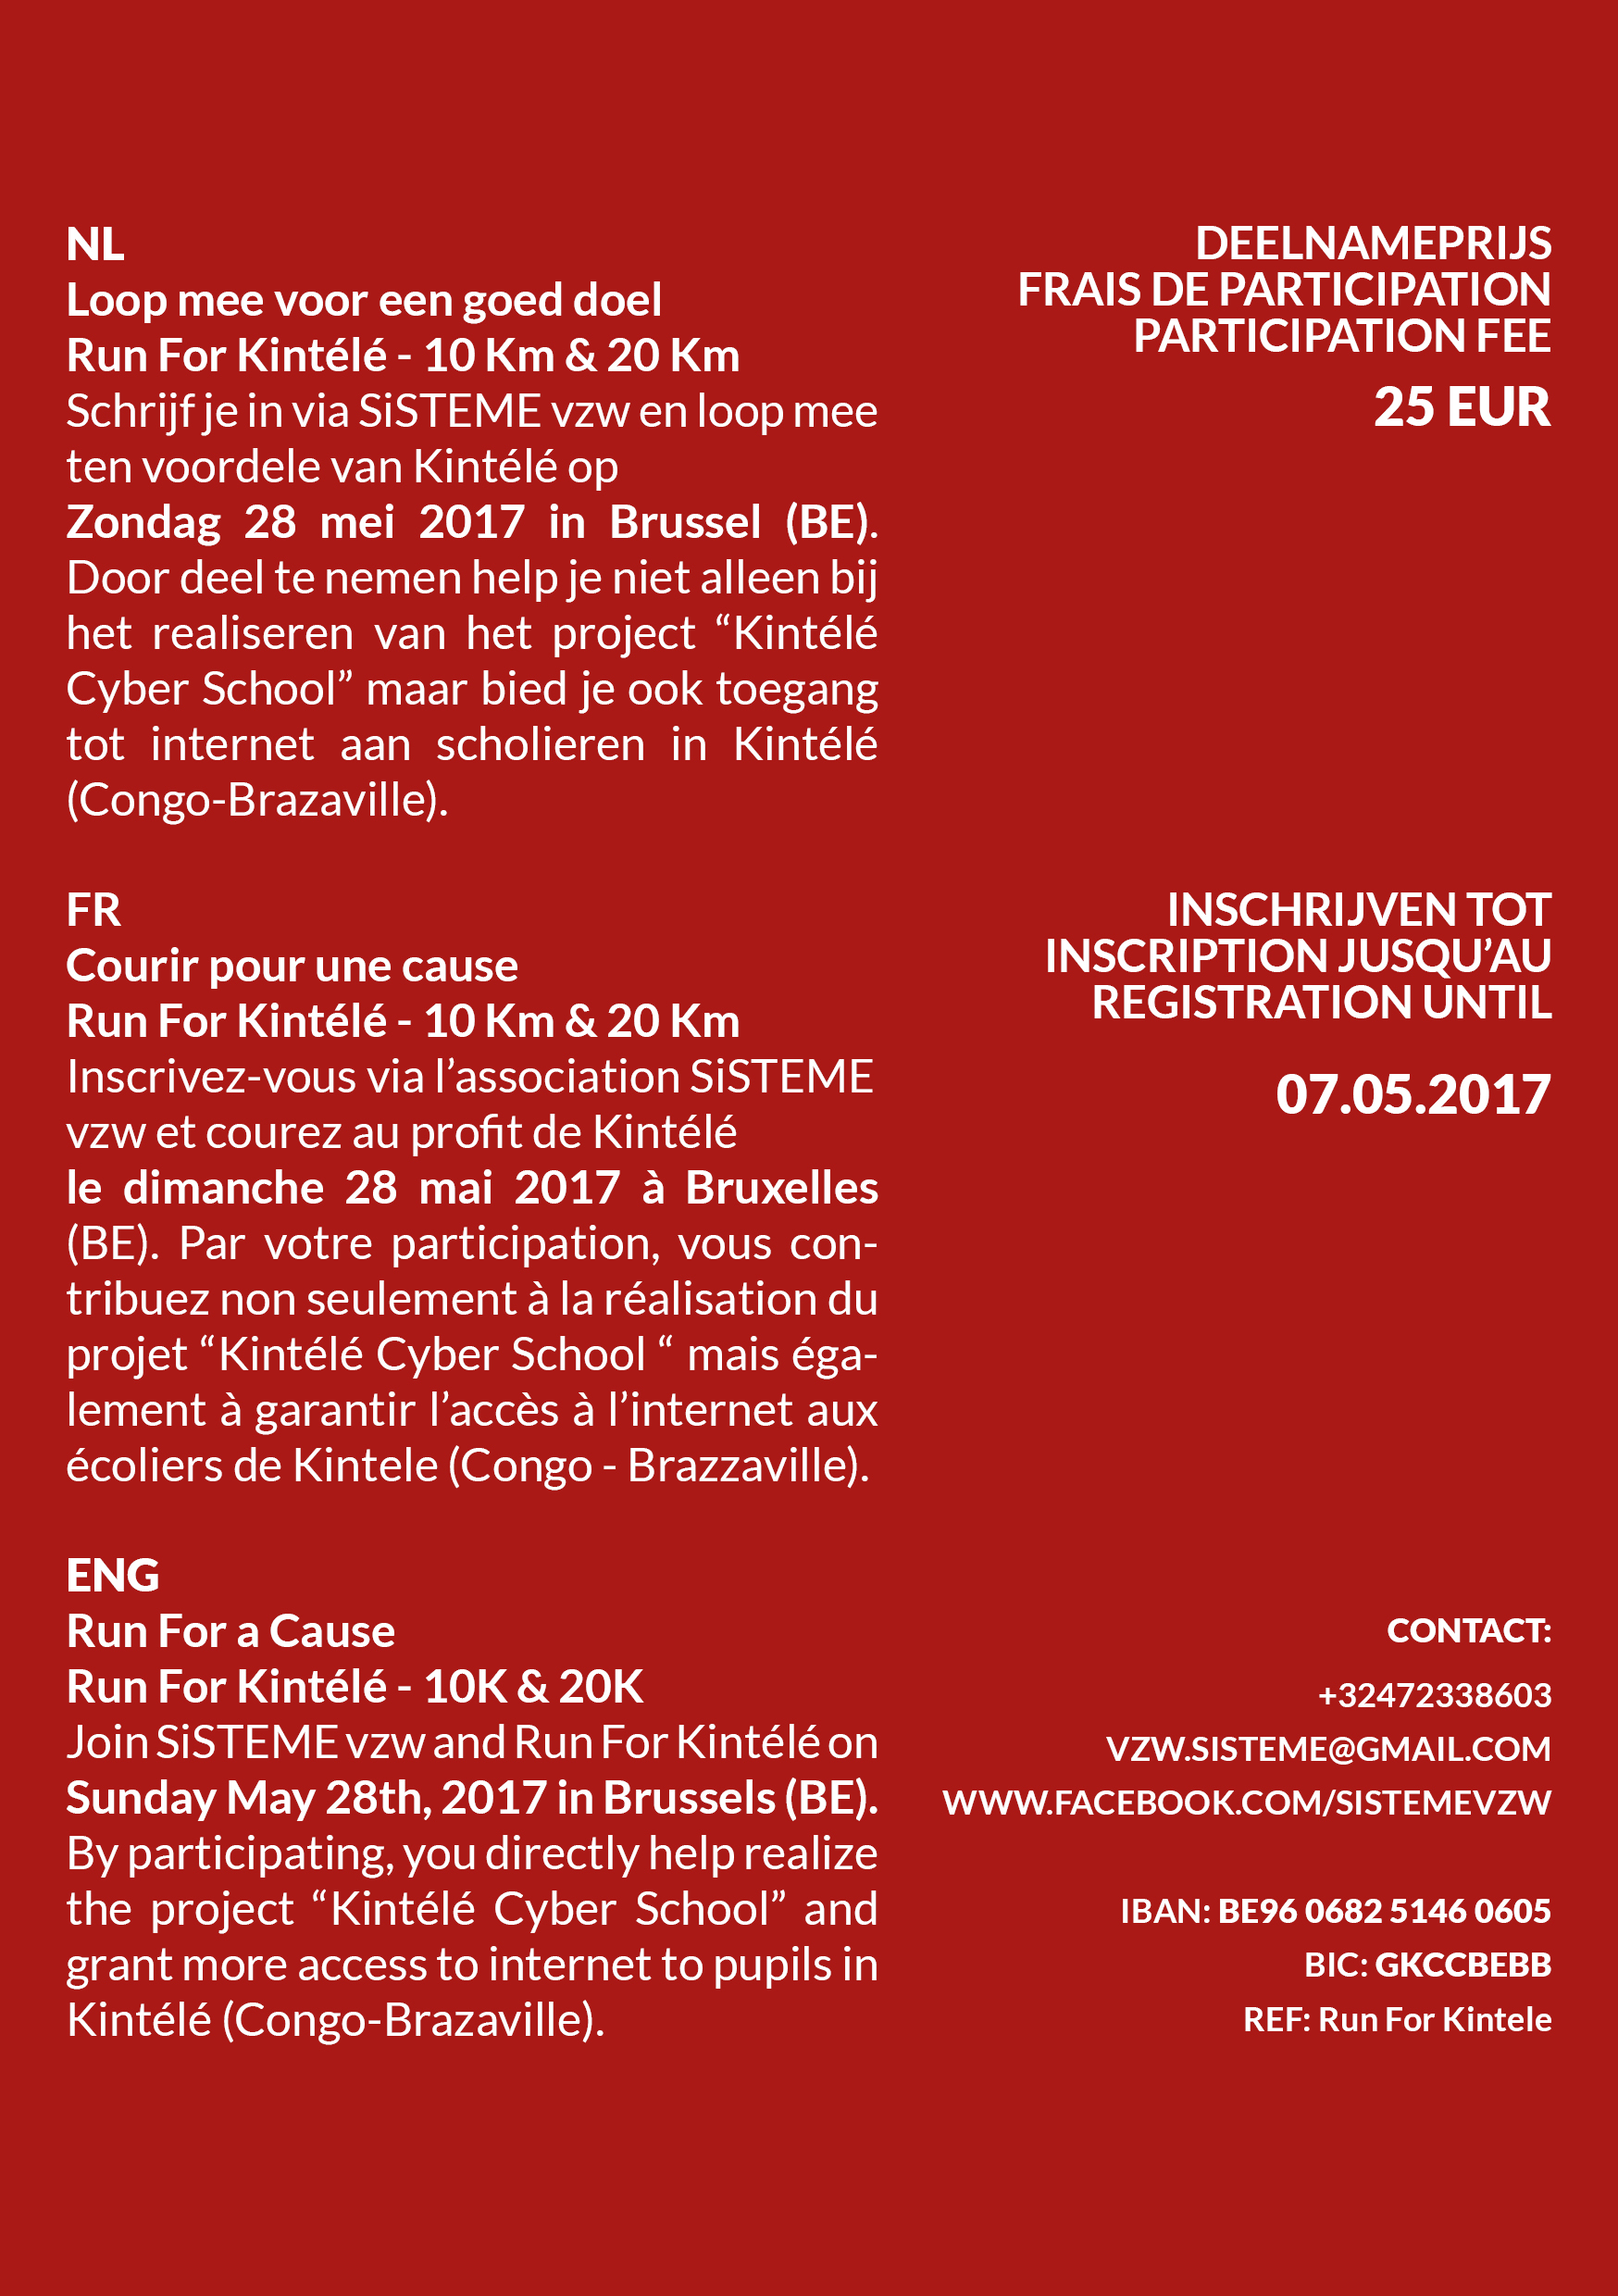 NL
Loop mee voor een goed doel
Run For Kintélé - 10 Km & 20 Km
Schrijf je in via SiSTEME vzw en loop mee
ten voordele van Kintélé op
Zondag 28 mei 2017 in Brussel (BE).
Door deel te nemen help je niet alleen bij
het realiseren van het project “Kintélé
Cyber School” maar bied je ook toegang
tot internet aan scholieren in Kintélé
(Congo-Brazaville).
DEELNAMEPRIJS
FRAIS DE PARTICIPATION
PARTICIPATION FEE
25 EUR
FR
Courir pour une cause
Run For Kintélé - 10 Km & 20 Km
Inscrivez-vous via l’association SiSTEME
vzw et courez au profit de Kintélé
le dimanche 28 mai 2017 à Bruxelles
(BE). Par votre participation, vous con-
tribuez non seulement à la réalisation du
projet “Kintélé Cyber School “ mais éga-
lement à garantir l’accès à l’internet aux
écoliers de Kintele (Congo - Brazzaville).
INSCHRIJVEN TOT
INSCRIPTION JUSQU’AU
REGISTRATION UNTIL
07.05.2017
ENG
Run For a Cause
Run For Kintélé - 10K & 20K
Join SiSTEME vzw and Run For Kintélé on
Sunday May 28th, 2017 in Brussels (BE).
By participating, you directly help realize
the project “Kintélé Cyber School” and
grant more access to internet to pupils in
Kintélé (Congo-Brazaville).
CONTACT:
+32472338603
VZW.SISTEME@GMAIL.COM
WWW.FACEBOOK.COM/SISTEMEVZW
IBAN: BE96 0682 5146 0605
BIC: GKCCBEBB
REF: Run For Kintele